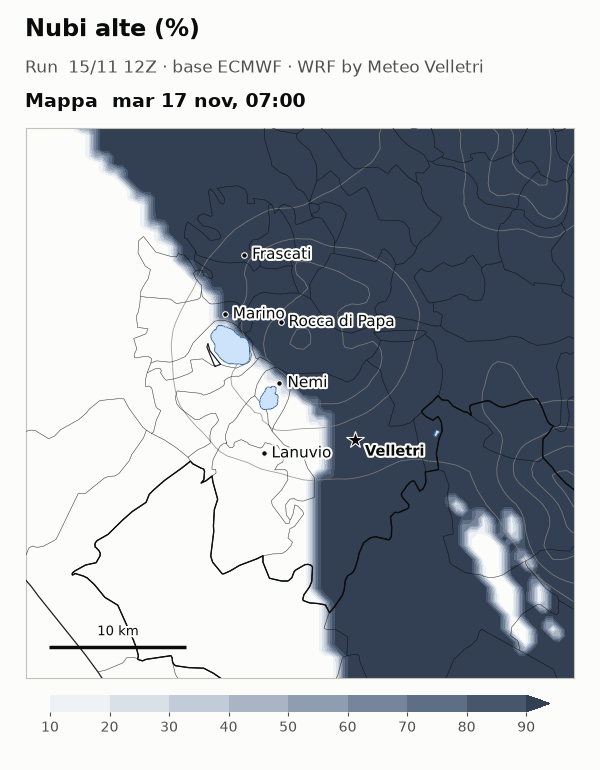 Nubi alte (%)
Run  15/11 12Z · base ECMWF · WRF by Meteo Velletri
Mappa  mar 17 nov, 07:00
Frascati
Marino
Rocca di Papa
Nemi
Velletri
Lanuvio
10 km
10 20 30 40 50 60 70 80 90